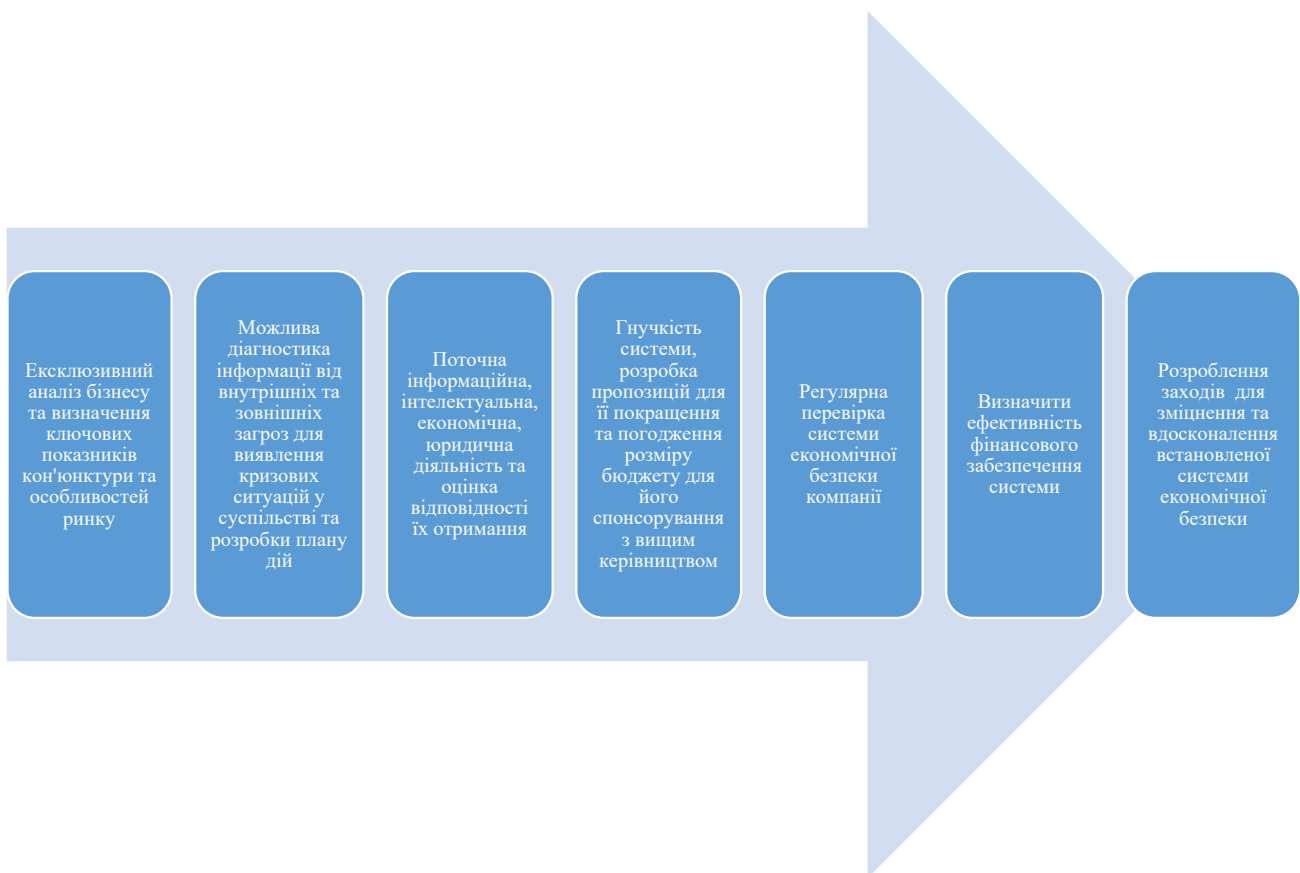 Ексклюзивний
аналіз бізнесу
та визначення
ключових
показників
кон'юнктури та
особливостей
ринку
Можлива
діагностика
інформації від
внутрішніх та
зовнішніх
загроз для
виявлення
кризових
ситуацій у
суспільстві та
розробки плану
дій
Поточна
інформаційна,
інтелектуальна,
економічна,
юридична
діяльність та
оцінка
відповідності
їх отримання
Гнучкість
системи,
розробка
пропозицій для
її покращення
та погодження
розміру
бюджету для
його
спонсорування
з вищим
керівництвом
Регулярна
перевірка
системи
економічної
безпеки
компанії
Визначити
ефективність
фінансового
забезпечення
системи
Розроблення
заходів  для
зміцнення та
вдосконалення
встановленої
системи
економічної
безпеки